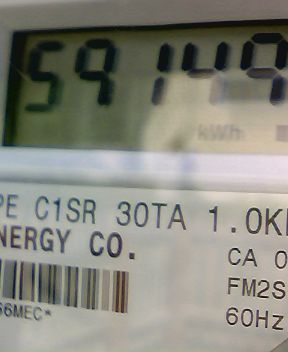 59149
kWh
PE C1SR 30TA 1.0K
NERGY CO.
CA 0
FM2S
66MEC*
60Hz